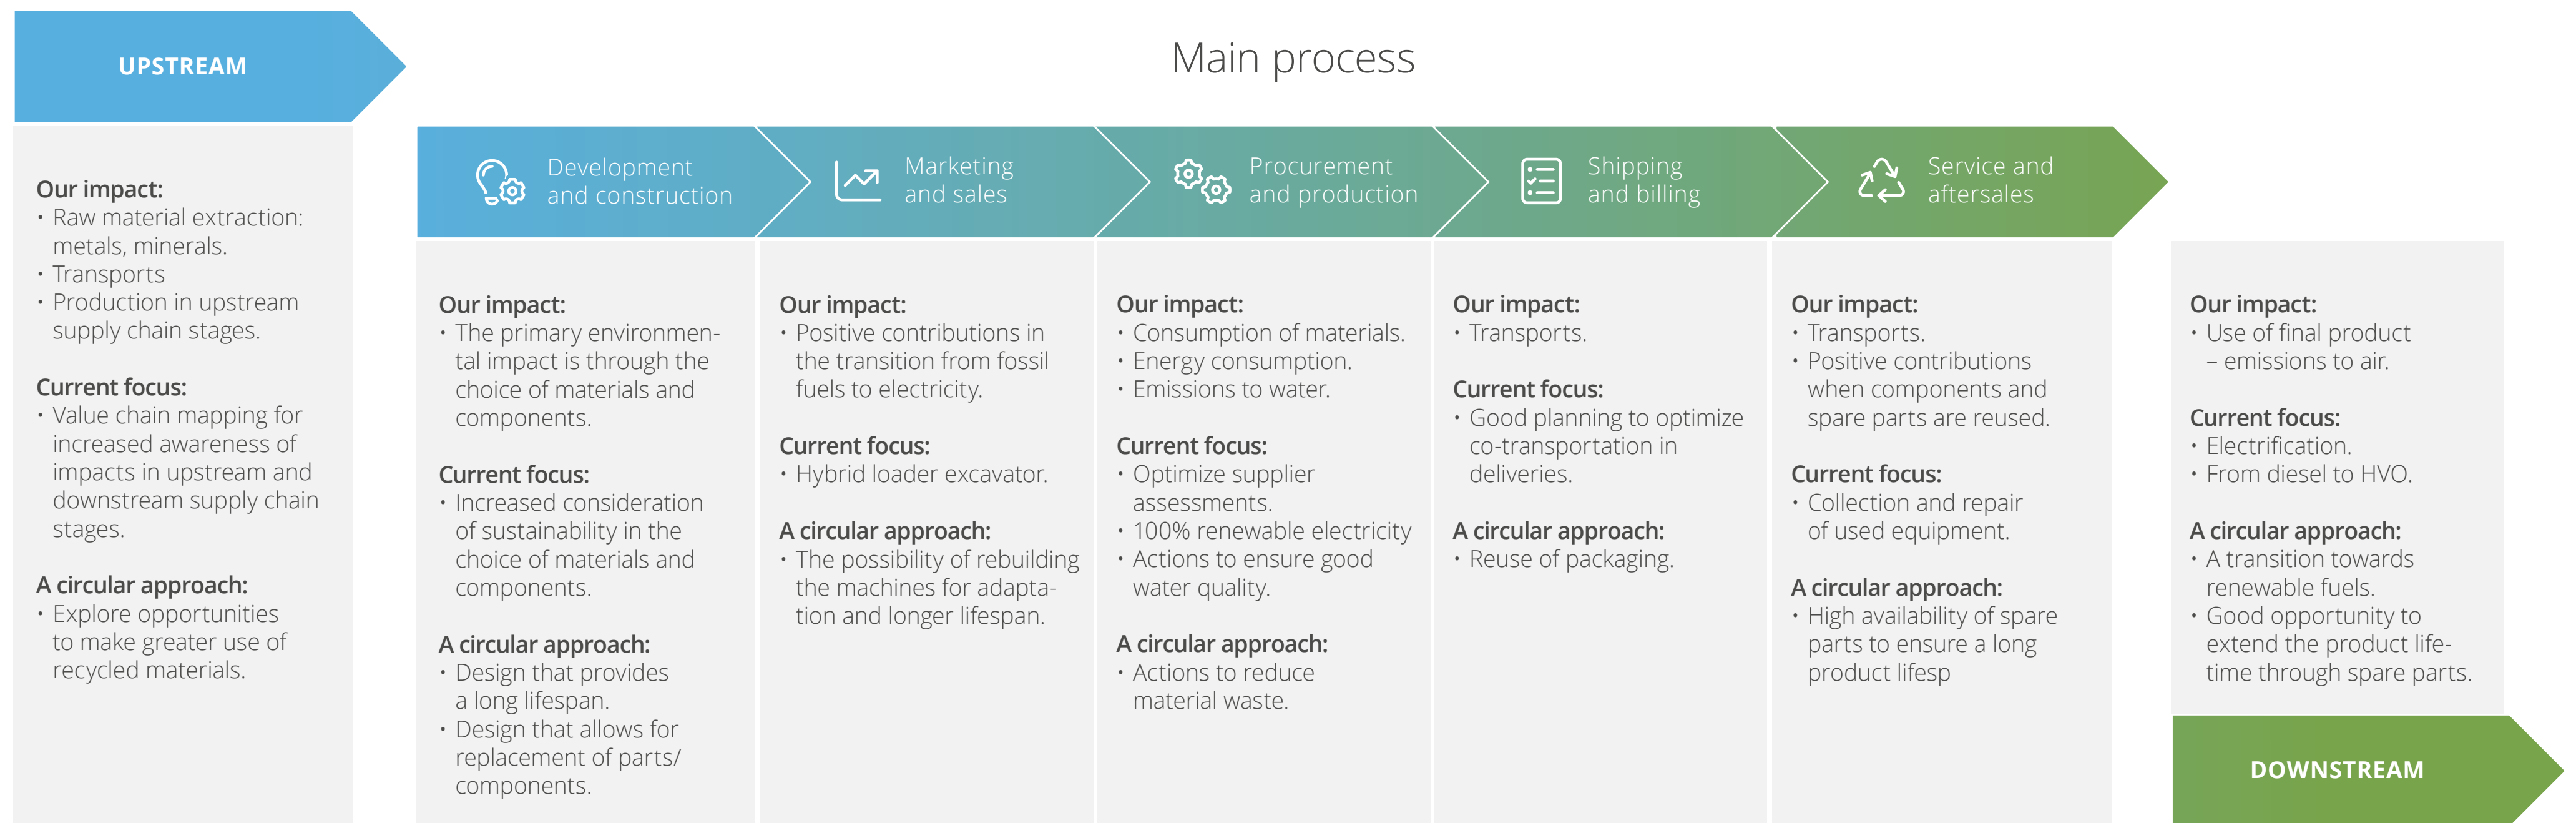 UPSTREAM
Our impact:
• Raw material extraction:
metals, minerals.
• Transports
• Production in upstream
supply chain stages.
Current focus:
• Value chain mapping for
increased awareness of
impacts in upstream and
downstream supply chain
stages.
A circular approach:
• Explore opportunities
to make greater use of
recycled materials.
Main process
Development
and construction
Our impact:
• The primary environmen-
tal impact is through the
choice of materials and
components.
Current focus:
• Increased consideration
of sustainability in the
choice of materials and
components.
A circular approach:
• Design that provides
a long lifespan.
• Design that allows for
replacement of parts/
components.
Marketing
and sales
Our impact:
• Positive contributions in
the transition from fossil
fuels to electricity.
Current focus:
• Hybrid loader excavator.
A circular approach:
• The possibility of rebuilding
the machines for adapta-
tion and longer lifespan.
Procurement
and production
Our impact:
• Consumption of materials.
• Energy consumption.
• Emissions to water.
Current focus:
• Optimize supplier
assessments.
• 100% renewable electricity
• Actions to ensure good
water quality.
A circular approach:
• Actions to reduce
material waste.
Shipping
and billing
Our impact:
• Transports.
Current focus:
• Good planning to optimize
co-transportation in
deliveries.
A circular approach:
• Reuse of packaging.
Service and
aftersales
Our impact:
• Transports.
• Positive contributions
when components and
spare parts are reused.
Current focus:
• Collection and repair
of used equipment.
A circular approach:
• High availability of spare
parts to ensure a long
product lifesp
Our impact:
• Use of final product
– emissions to air.
Current focus:
• Electrification.
• From diesel to HVO.
A circular approach:
• A transition towards
renewable fuels.
• Good opportunity to
extend the product life-
time through spare parts.
DOWNSTREAM